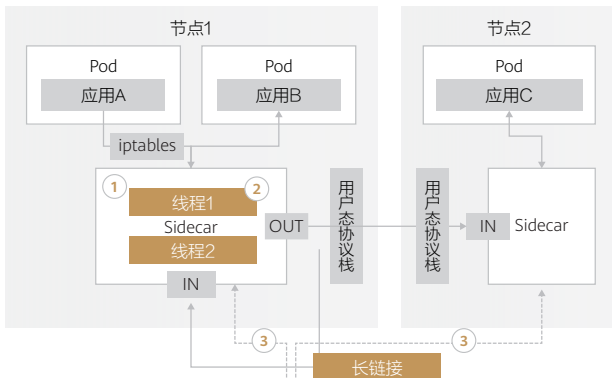 节点1
节点2
Pod
Pod
Pod
应用A
应用B
应用C
iptables
1
2
线程1
Sidecar
线程2
OUT
IN
用户态协议栈
用户态协议栈
IN
Sidecar
3
3
长链接